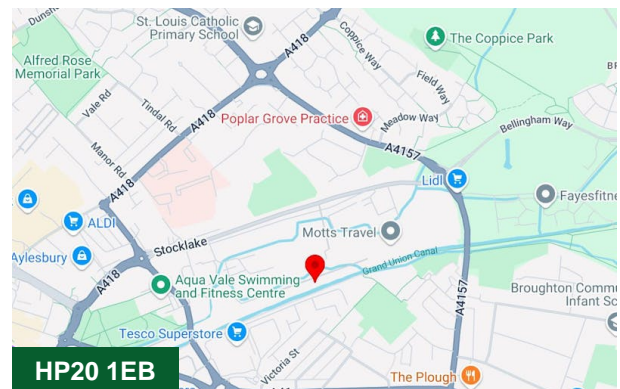 Dunsh
St. Louis Catholic
Primary School
A418
Coppice Way
The Coppice Park
Alfred Rose
Memorial Park
Vale Rd
Tindal Rd
A418
Field Way
BR
Poplar Grove Practice
Meadow Way
Bellingham Way
Manor Rd
A4157
A418
Lidl
Fayesfitne
ALDI
Stocklake
Motts Travel
Aylesbury
A418
Grand Union Canal
Aqua Vale Swimming
and Fitness Centre
A4157
Broughton Commu
Infant Sc
Tesco Superstore
Victoria St
The Plough
HP20 1EB